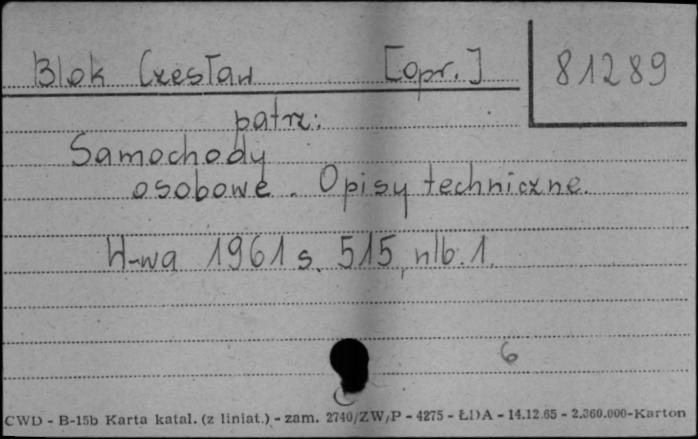 Blok Czesław [opr.]
81289
patrz:
Samochody
osobowe. Opisy techniczne.
W-wa 1961 s. 515, nlb. 1.
6
CWD - B-15b Karta katal. (z liniat.) - zam. 2740/ZW/P - 4275 - ŁDA - 14.12.65 - 2.360.000-Karton